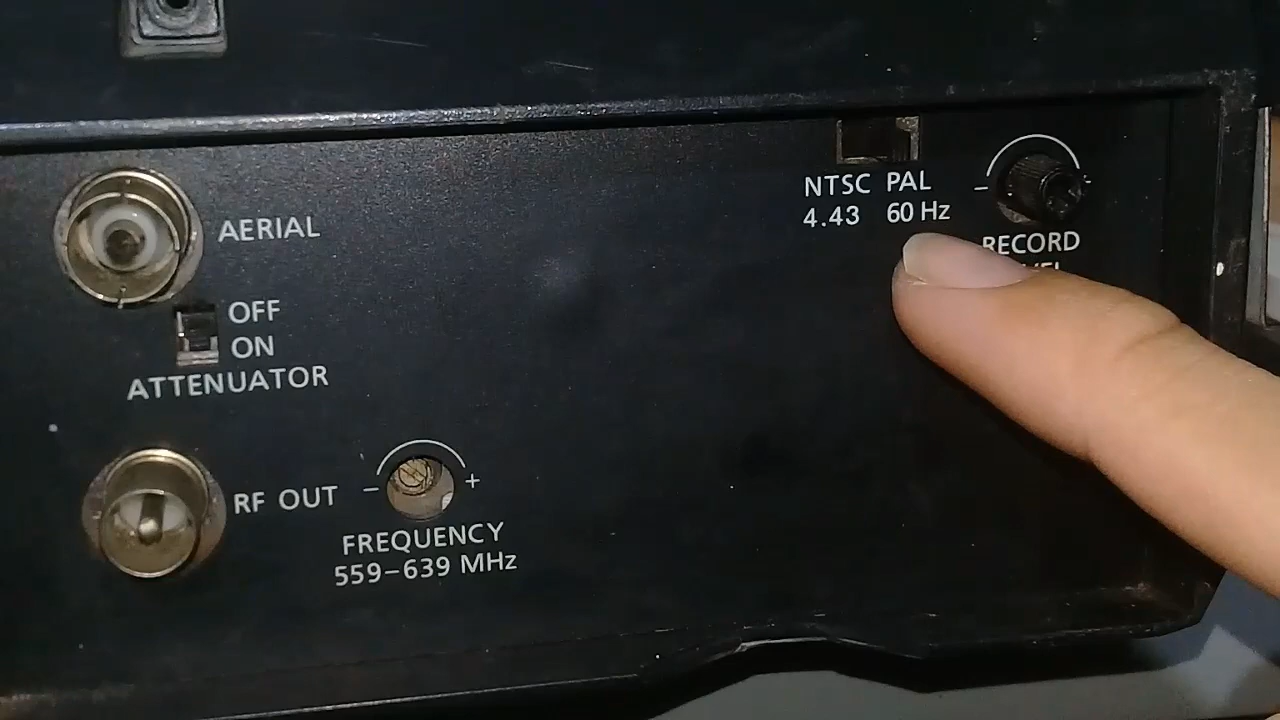 AERIAL
OFF
ON
ATTENUATOR
RF OUT – +
FREQUENCY
559–639 MHz
NTSC PAL
4.43 60 Hz
–
RECORD